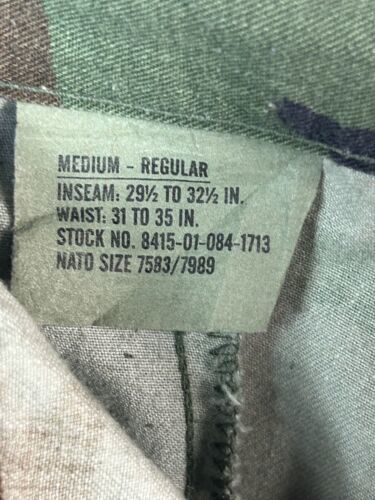 MEDIUM - REGULAR
INSEAM: 29½ TO 32½ IN.
WAIST: 31 TO 35 IN.
STOCK NO. 8415-01-084-1713
NATO SIZE 7583/7989